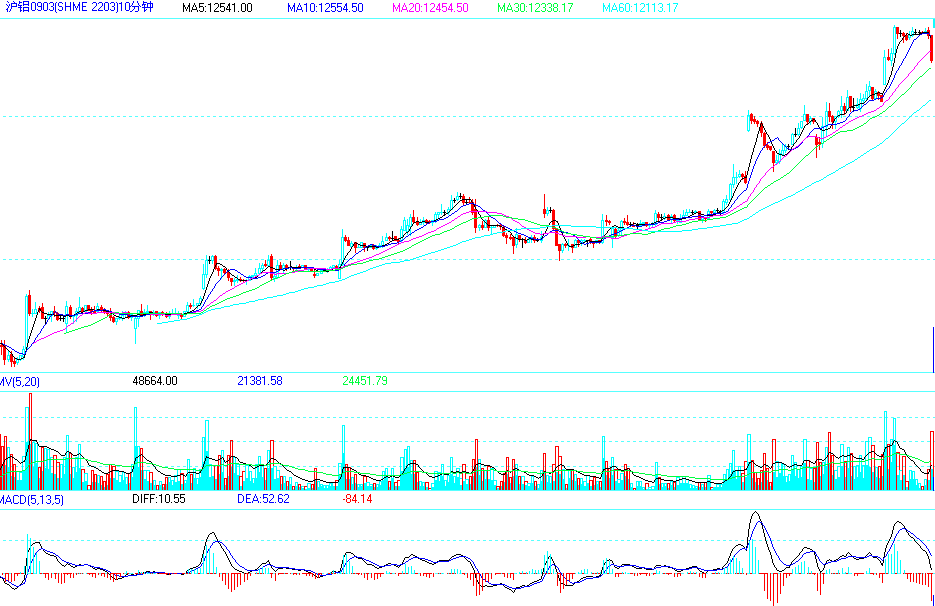 沪铝0903(SHME 2203)10分钟 MA5:12541.00 MA10:12554.50 MA20:12454.50 MA30:12338.17 MA60:12113.17
MV(5,20) 48664.00 21381.58 24451.79
MACD(5,13,5) DIFF:10.55 DEA:52.62 -84.14